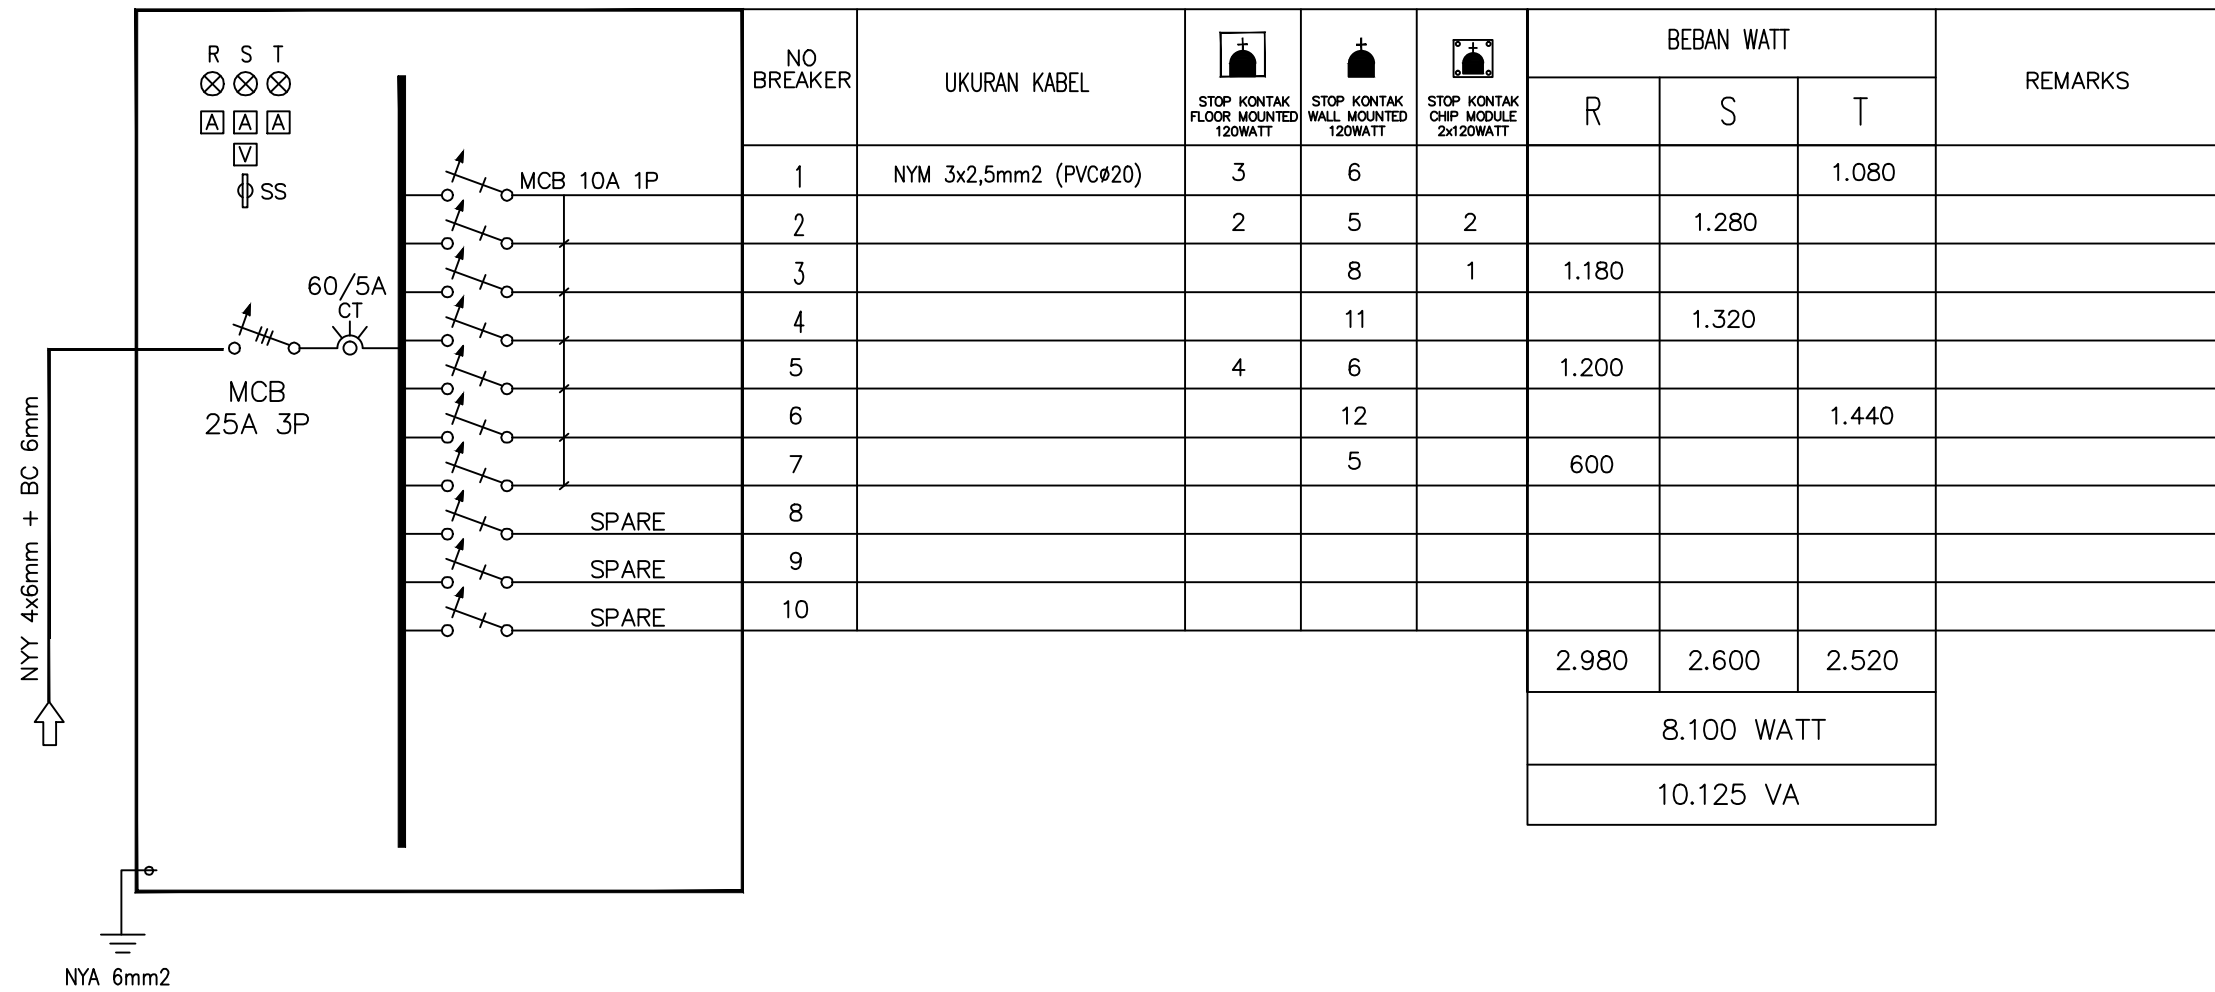 R S T
A A A
V
SS
60/5A
CT
MCB
25A 3P
NYY 4x6mm + BC 6mm
NYA 6mm2
MCB 10A 1P
SPARE
SPARE
SPARE
NO
BREAKER
UKURAN KABEL
STOP KONTAK
FLOOR MOUNTED
120WATT
STOP KONTAK
WALL MOUNTED
120WATT
STOP KONTAK
CHIP MODULE
2x120WATT
BEBAN WATT
R S T
REMARKS
1 NYM 3x2,5mm2 (PVCø20) 3 6 1.080
2 2 5 2 1.280
3 8 1 1.180
4 11 1.320
5 4 6 1.200
6 12 1.440
7 5 600
8
9
10
2.980 2.600 2.520
8.100 WATT
10.125 VA